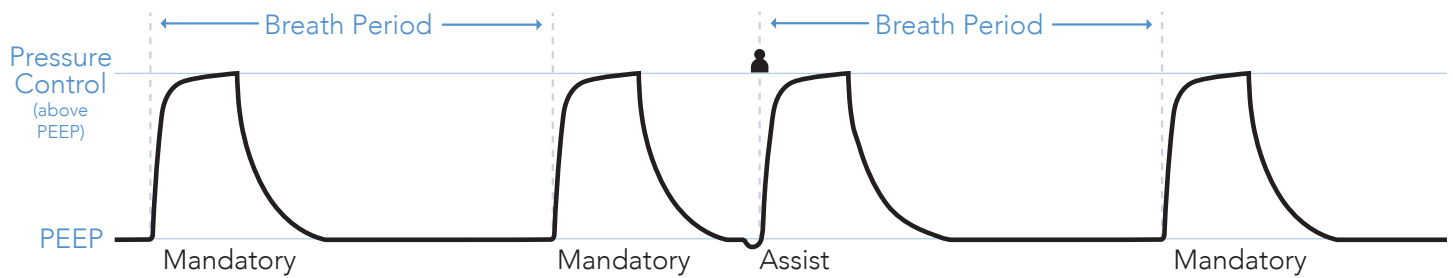 Breath Period
Breath Period
Pressure
Control
(above
PEEP)
PEEP
Mandatory
Mandatory
Assist
Mandatory